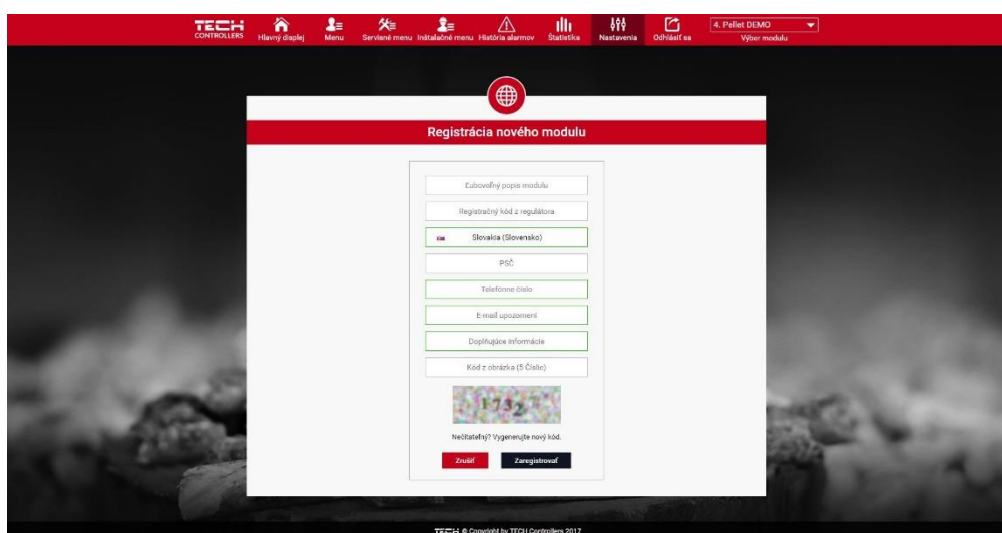 TECH
CONTROLLERS
Hlavný displej
Menu
Servisné menu
Inštalačné menu
História alarmov
Štatistika
Nastavenia
Odhlásiť sa
4. Pellet DEMO
Výber modulu
Registrácia nového modulu
Ľubovoľný popis modulu
Registračný kód z regulátora
Slovakia (Slovensko)
PSČ
Telefónne číslo
E-mail upozornení
Doplňujúce informácie
Kód z obrázka (5 Číslic)
Nečitateľný? Vygenerujte nový kód.
Zrušiť
Zaregistrovať
TECH © Copyright by TECH Controllers 2017